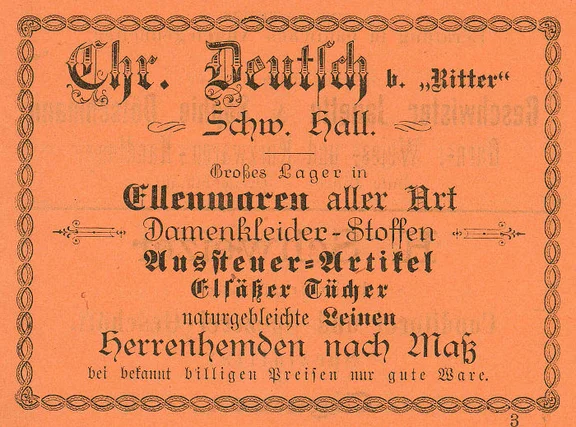 Chr. Deutsch b. „Ritter“
Schw. Hall.
Großes Lager in
Ellenwaren aller Art
Damenkleider-Stoffen
Aussteuer-Artikel
Elsäßer Tücher
naturgebleichte Leinen
Herrenhemden nach Maß
bei bekannt billigen Preisen nur gute Ware.
3